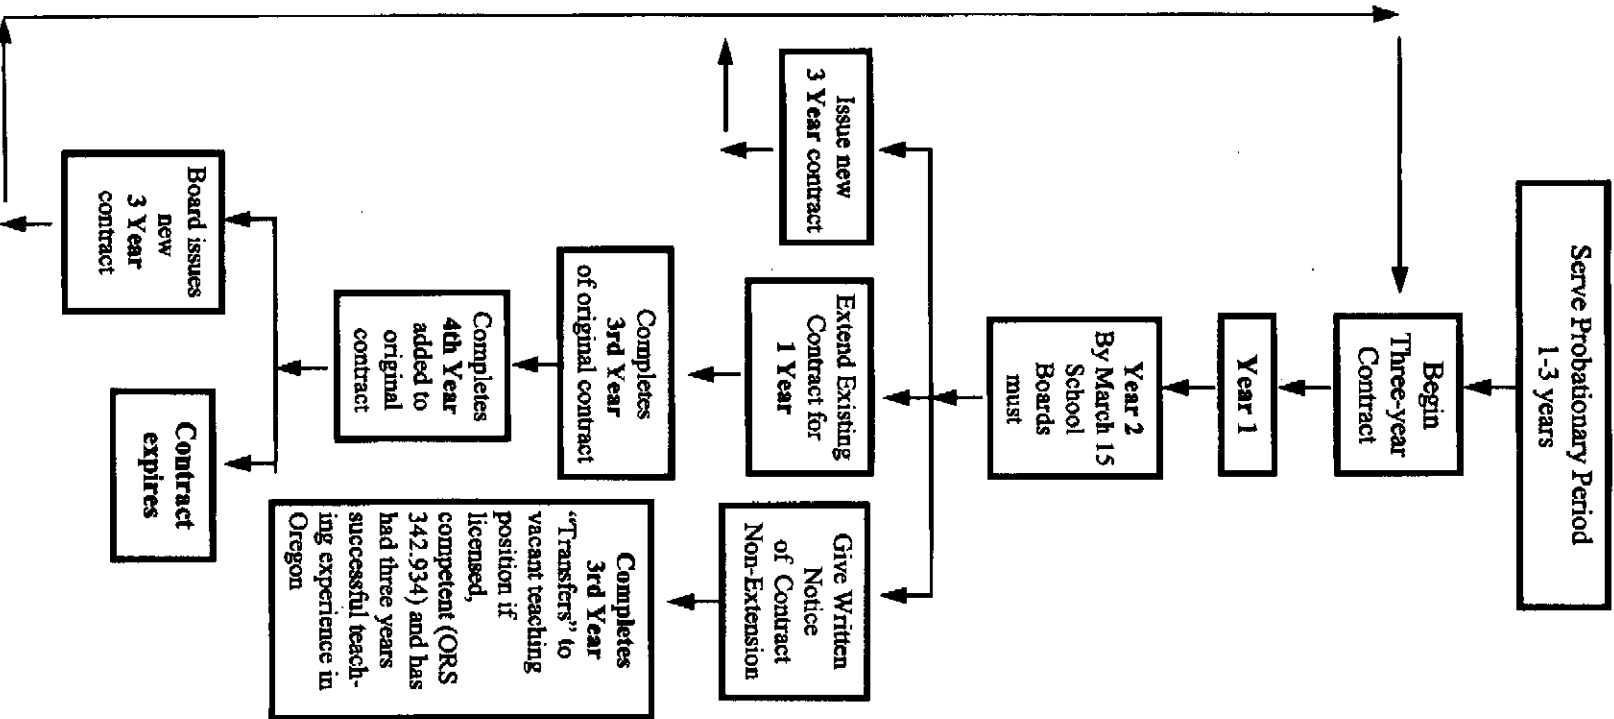 Serve Probationary Period
1-3 years
Begin
Three-year
Contract
Year 1
Year 2
By March 15
School
Boards
must
Issue new
3 Year contract
Extend Existing
Contract for
1 Year
Give Written
Notice
of Contract
Non-Extension
Completes
3rd Year
of original contract
Completes
3rd Year
“Transfers” to
vacant teaching
position if
licensed,
competent (ORS
342.934) and has
had three years
successful teach-
ing experience in
Oregon
Completes
4th Year
added to
original
contract
Board issues
new
3 Year
contract
Contract
expires